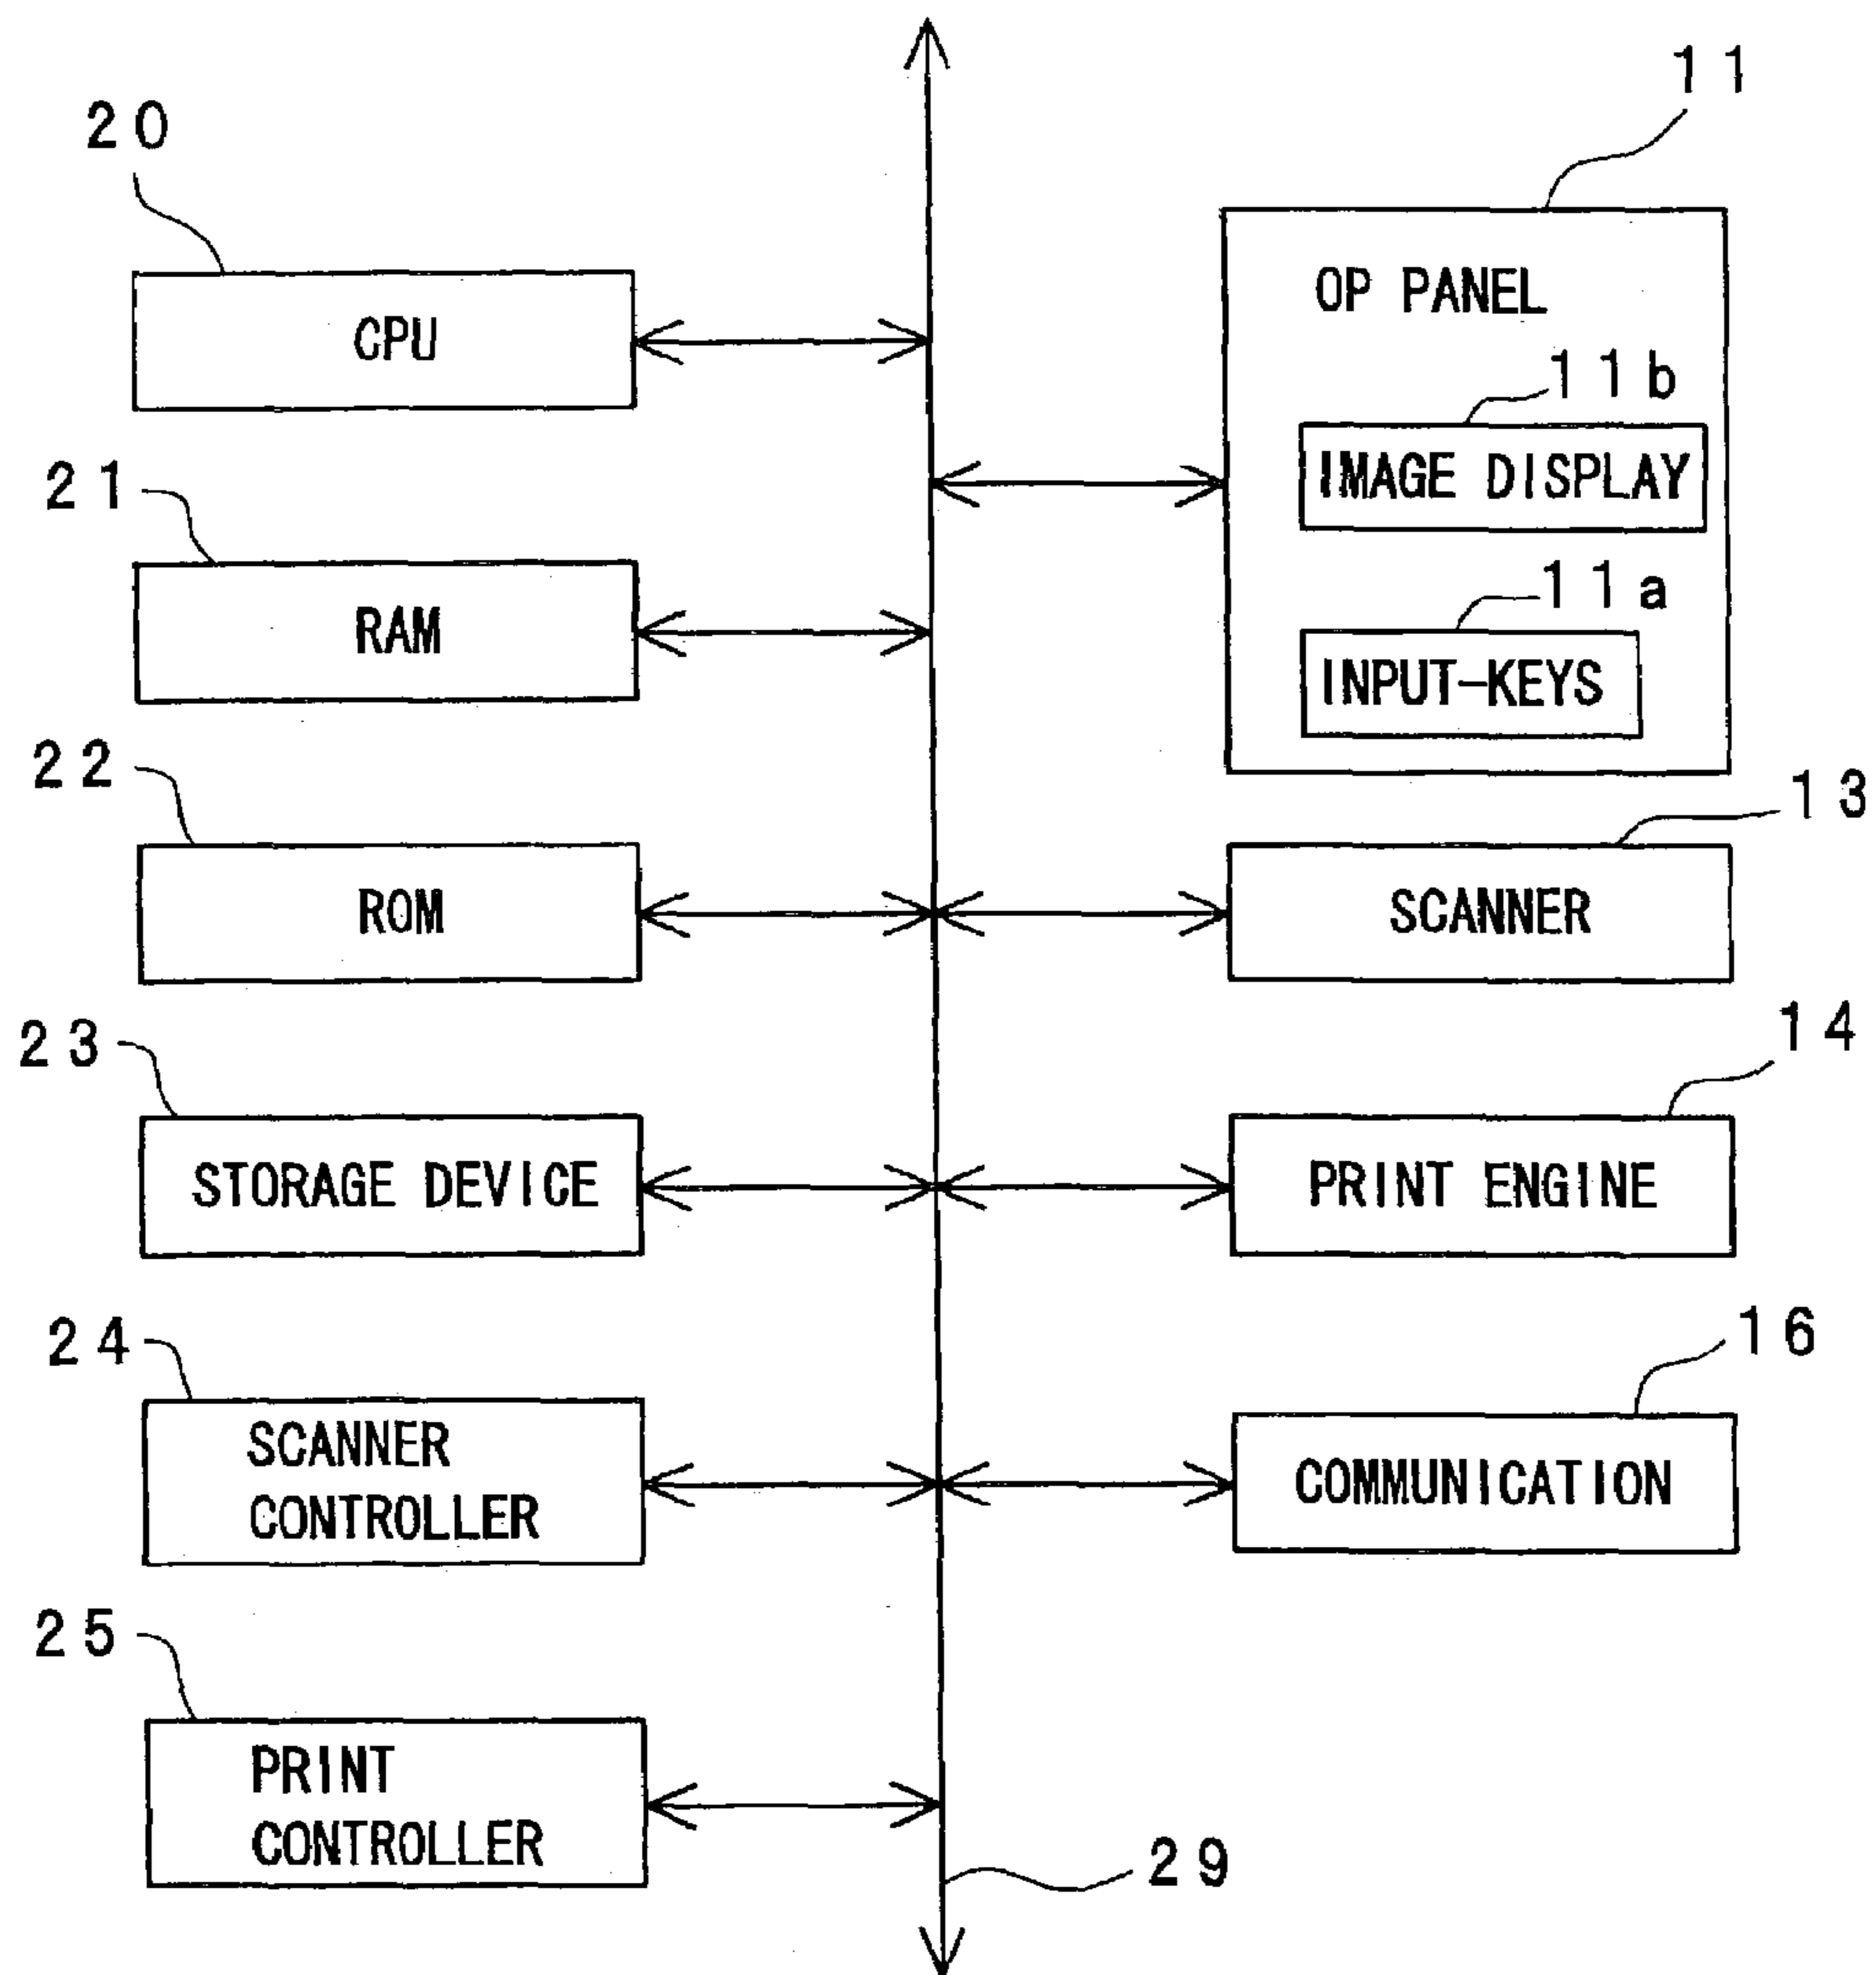 20
CPU
21
RAM
22
ROM
23
STORAGE DEVICE
24
SCANNER
CONTROLLER
25
PRINT
CONTROLLER
11
OP PANEL
11b
IMAGE DISPLAY
11a
INPUT-KEYS
13
SCANNER
14
PRINT ENGINE
16
COMMUNICATION
29